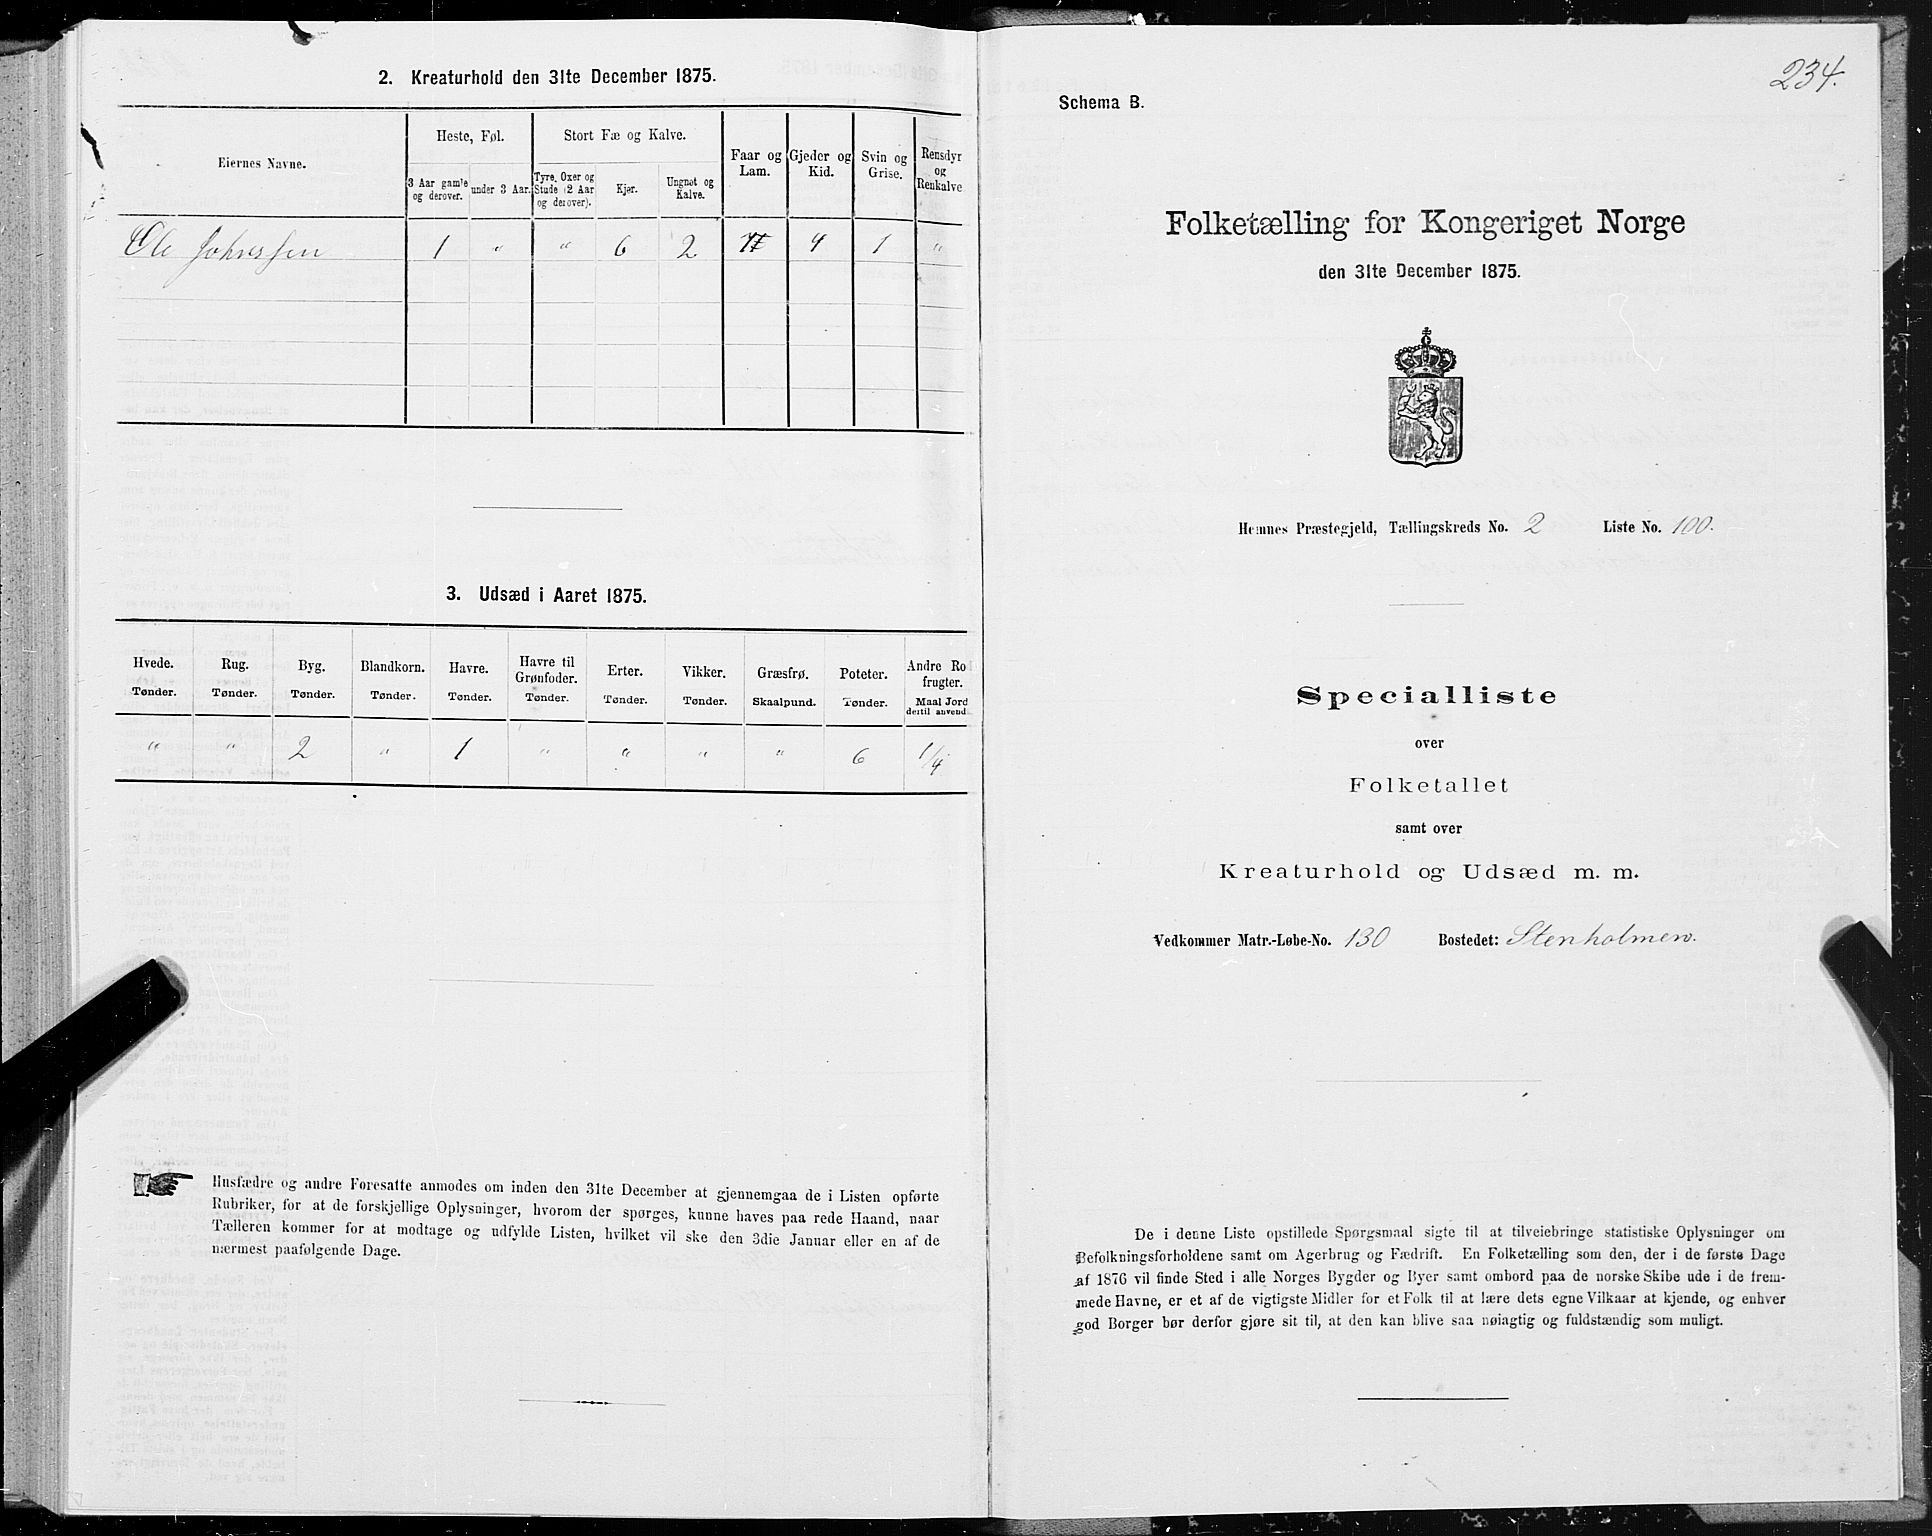 2. Kreaturhold den 31te December 1875.
Eiernes Navne.
Heste, Føl.
Stort Fæ og Kalve.
Faar og Lam.
Gjeder og Kid.
Svin og Grise.
Rensdyr og Renkalve
3 Aar gamle og derover.
under 3 Aar.
Tyre, Oxer og Stude (2 Aar og derover).
Kjør.
Ungnøt og Kalve.
Ole 1 " " 6 2 4 1 "
3. Udsæd i Aaret 1875.
Hvede. Rug. Byg. Blandkorn. Havre. Havre til Grønfoder. Erter. Vikker. Græsfrø. Poteter. Andre Rodfrugter.
Tønder. Tønder. Tønder. Tønder. Tønder. Tønder. Tønder. Tønder. Skaalpund. Tønder. Maal Jord dertil anvendt
" " 2 " 1 " " " " 6 1/4
Husfædre og andre Foresatte anmodes om inden den 31te December at gjennemgaa de i Listen opførte
Rubriker, for at de forskjellige Oplysninger, hvorom der spørges, kunne haves paa rede Haand, naar
Tælleren kommer for at modtage og udfylde Listen, hvilket vil ske den 3die Januar eller en af de
nærmest paafølgende Dage.
234.
Schema B.
Folketælling for Kongeriget Norge
den 31te December 1875.
Hemnes Præstegjeld, Tællingskreds No. 2 Liste No. 100.
Specialliste
over
Folketallet
samt over
Kreaturhold og Udsæd m. m.
Vedkommer Matr.-Løbe-No. 130 Bostedet: Stenholmen.
De i denne Liste opstillede Spørgsmaal sigte til at tilveiebringe statistiske Oplysninger om
Befolkningsforholdene samt om Agerbrug og Fædrift. En Folketælling som den, der i de første Dage
af 1876 vil finde Sted i alle Norges Bygder og Byer samt ombord paa de norske Skibe ude i de frem-
mede Havne, er et af de vigtigste Midler for et Folk til at lære dets egne Vilkaar at kjende, og enhver
god Borger bør derfor gjøre sit til, at den kan blive saa nøiagtig og fuldstændig som muligt.